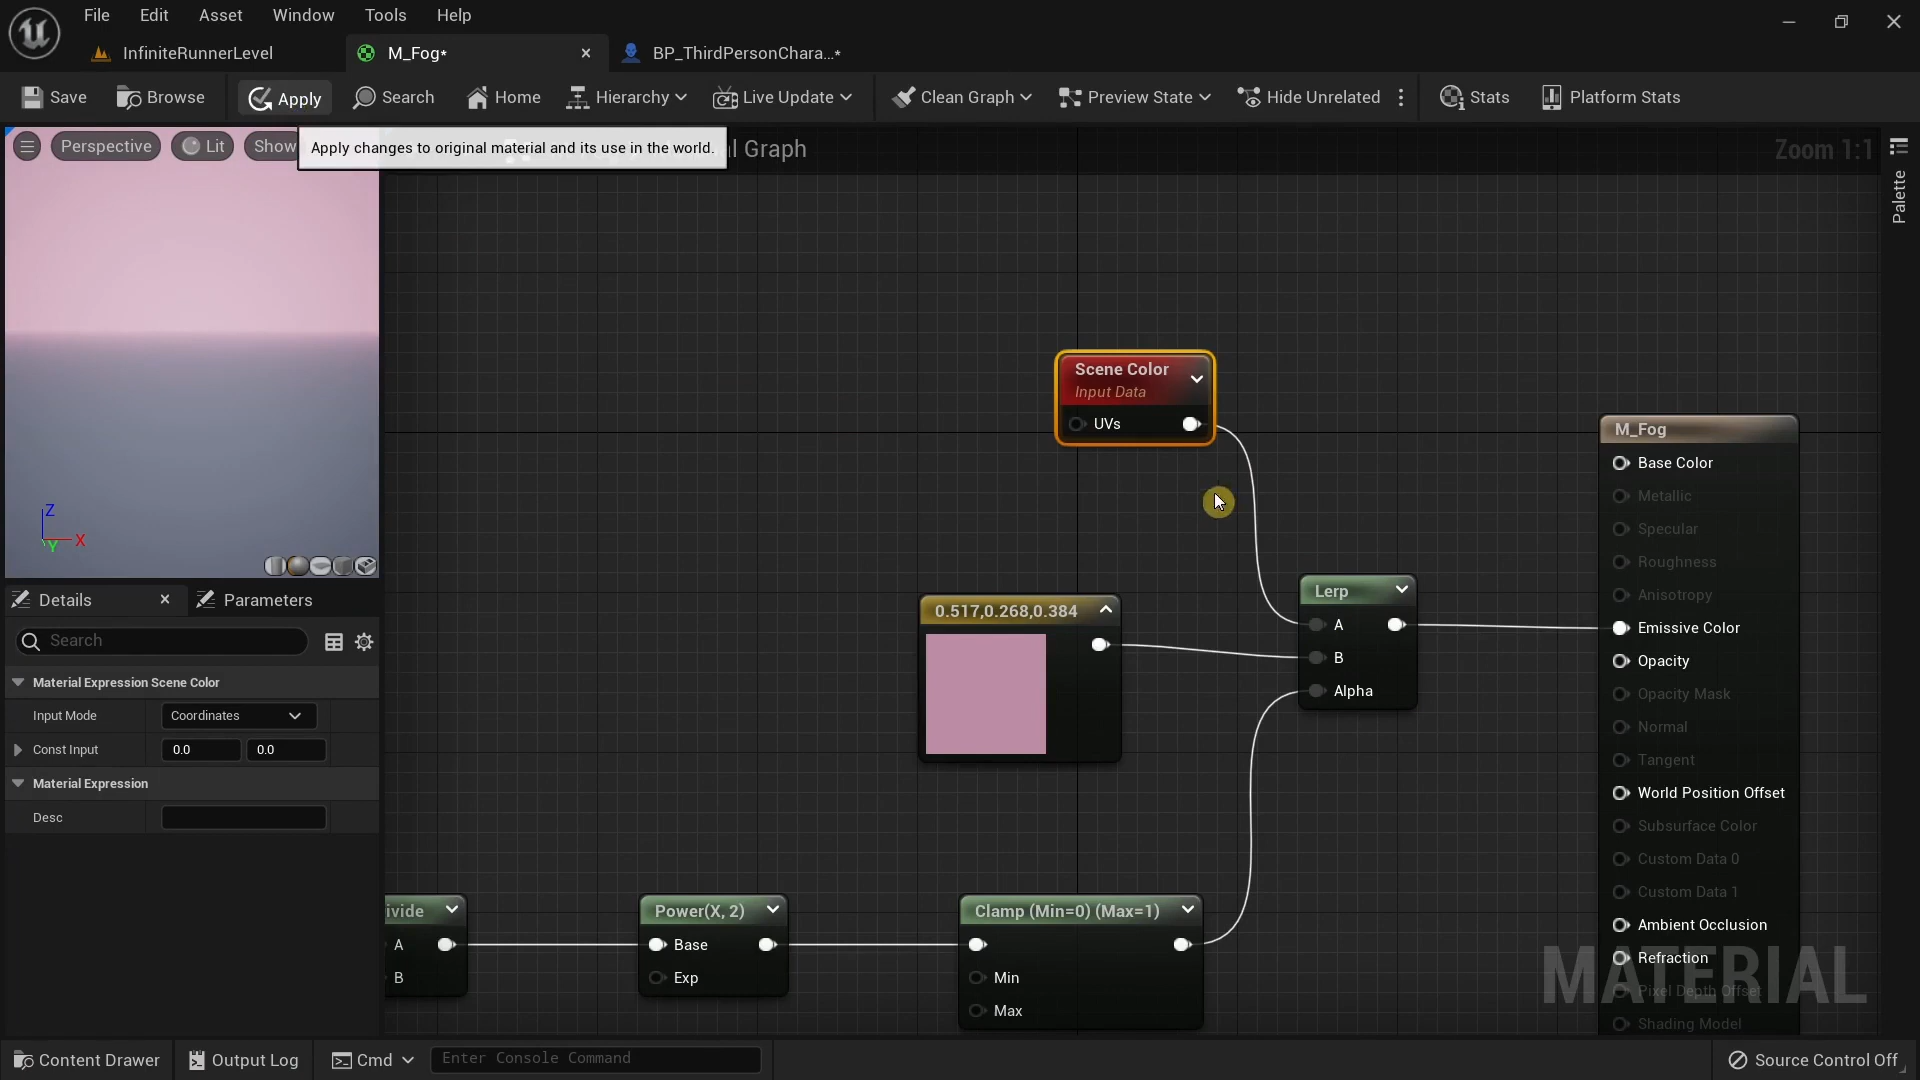 File Edit Asset Window Tools Help
InfiniteRunnerLevel M_Fog* BP_ThirdPersonChara...*
Save Browse Apply Search Home Hierarchy Live Update Clean Graph Preview State Hide Unrelated Stats Platform Stats
Perspective Lit Show
Apply changes to original material and its use in the world.
l Graph
Zoom 1:1
Palette
Scene Color
Input Data
UVs
M_Fog
Base Color
Metallic
Specular
Roughness
Anisotropy
Emissive Color
Opacity
Opacity Mask
Normal
Tangent
World Position Offset
Subsurface Color
Custom Data 0
Custom Data 1
Ambient Occlusion
Refraction
Pixel Depth Offset
Shading Model
MATERIAL
Z
X
Y
0.517,0.268,0.384
Lerp
A
B
Alpha
Details Parameters
Search
Material Expression Scene Color
Input Mode Coordinates
Const Input 0.0 0.0
Material Expression
Desc
ivide
A
B
Power(X, 2)
Base
Exp
Clamp (Min=0) (Max=1)
Min
Max
Content Drawer Output Log Cmd Enter Console Command Source Control Off